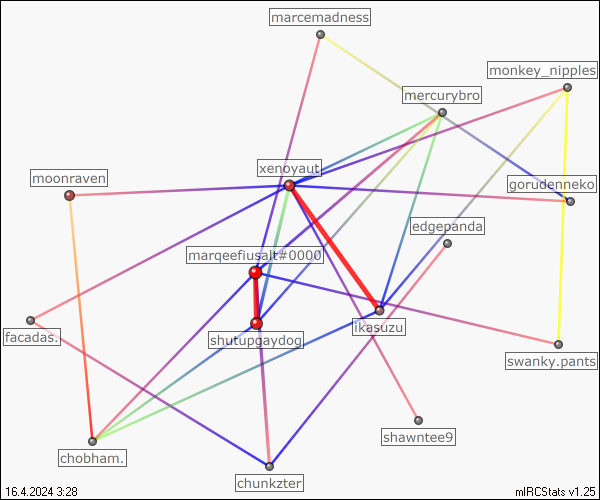 marcemadness
monkey_nipples
mercurybro
xenoyaut
moonraven
gorudenneko
edgepanda
marqeefiusalt#0000
ikasuzu
facadas.
shutupgaydog
swanky.pants
shawntee9
chobham.
chunkzter
16.4.2024 3:28
mIRCStats v1.25